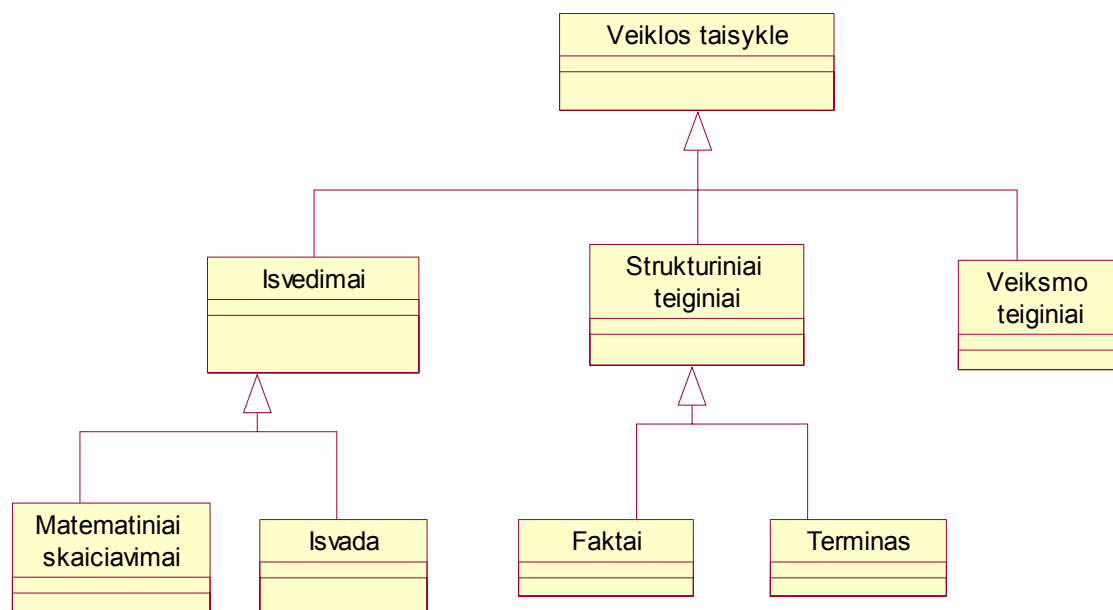 Veiklos taisykle
Isvedimai
Strukturiniai
teiginiai
Veiksmo
teiginiai
Matematiniai
skaiciavimai
Isvada
Faktai
Terminas